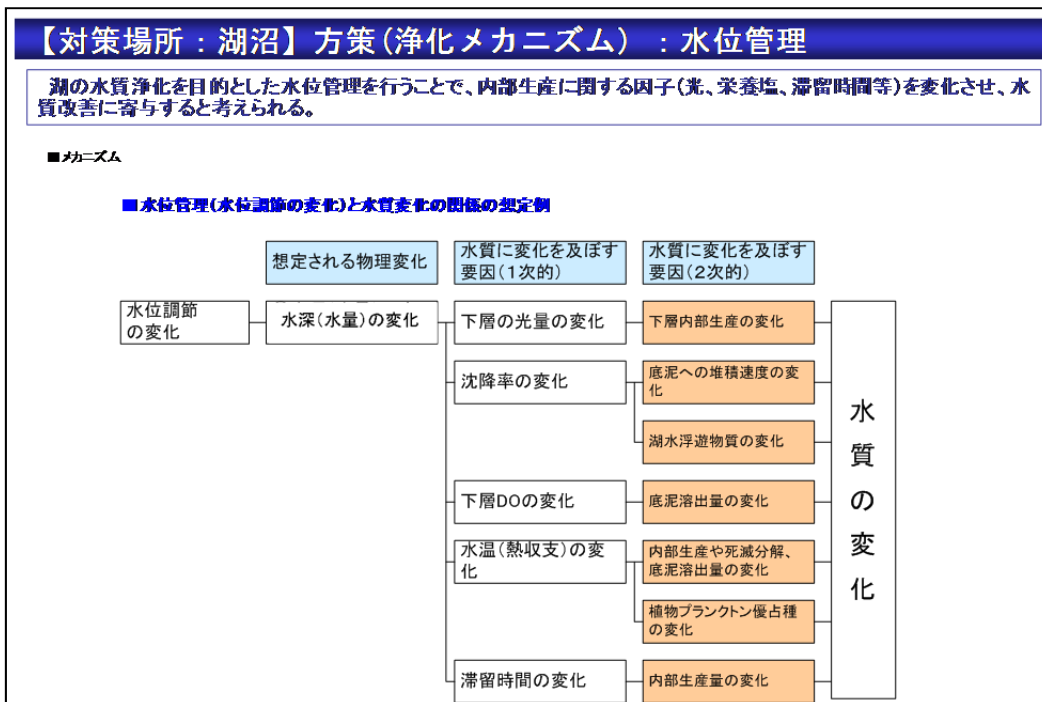 【対策場所：湖沼】方策(浄化メカニズム）：水位管理
湖の水質浄化を目的とした水位管理を行うことで、内部生産に関する因子(光、栄養塩、滞留時間等)を変化させ、水
質改善に寄与すると考えられる。
■メカニズム
■水位管理(水位調節の変化)と水質変化の関係の想定例
想定される物理変化
水質に変化を及ぼす
要因(1次的)
水質に変化を及ぼす
要因(2次的)
水位調節
の変化
水深(水量)の変化
下層の光量の変化
下層内部生産の変化
沈降率の変化
底泥への堆積速度の変
化
湖水浮遊物質の変化
下層DOの変化
底泥溶出量の変化
水温(熱収支)の変
化
内部生産や死滅分解、
底泥溶出量の変化
植物プランクトン優占種
の変化
滞留時間の変化
内部生産量の変化
水質の変化